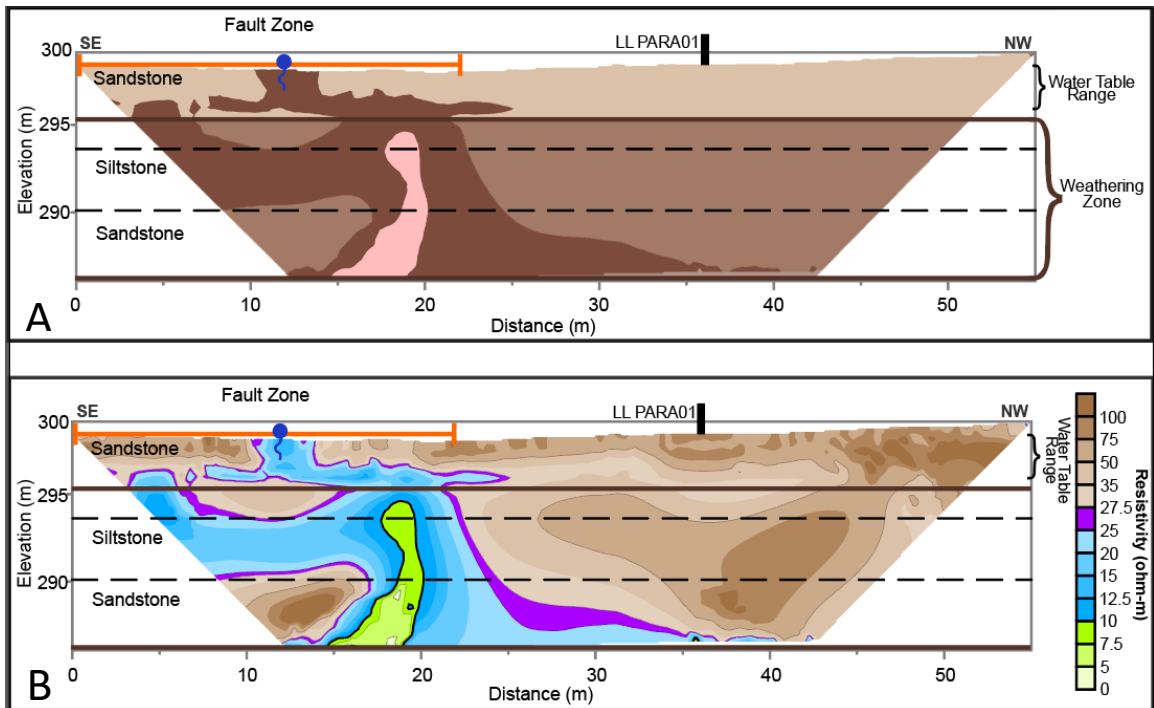 Fault Zone
LL PARA01
300
SE
NW
Sandstone
Water Table
Range
295
Siltstone
Weathering
Zone
Elevation (m)
290
Sandstone
0
10
20
30
40
50
A
Distance (m)
Fault Zone
LL PARA01
300
SE
NW
Sandstone
Water Table
Range
295
Siltstone
Elevation (m)
290
Sandstone
100
75
50
35
27.5
25
20
15
12.5
10
7.5
5
0
Resistivity (ohm-m)
0
10
20
30
40
50
B
Distance (m)